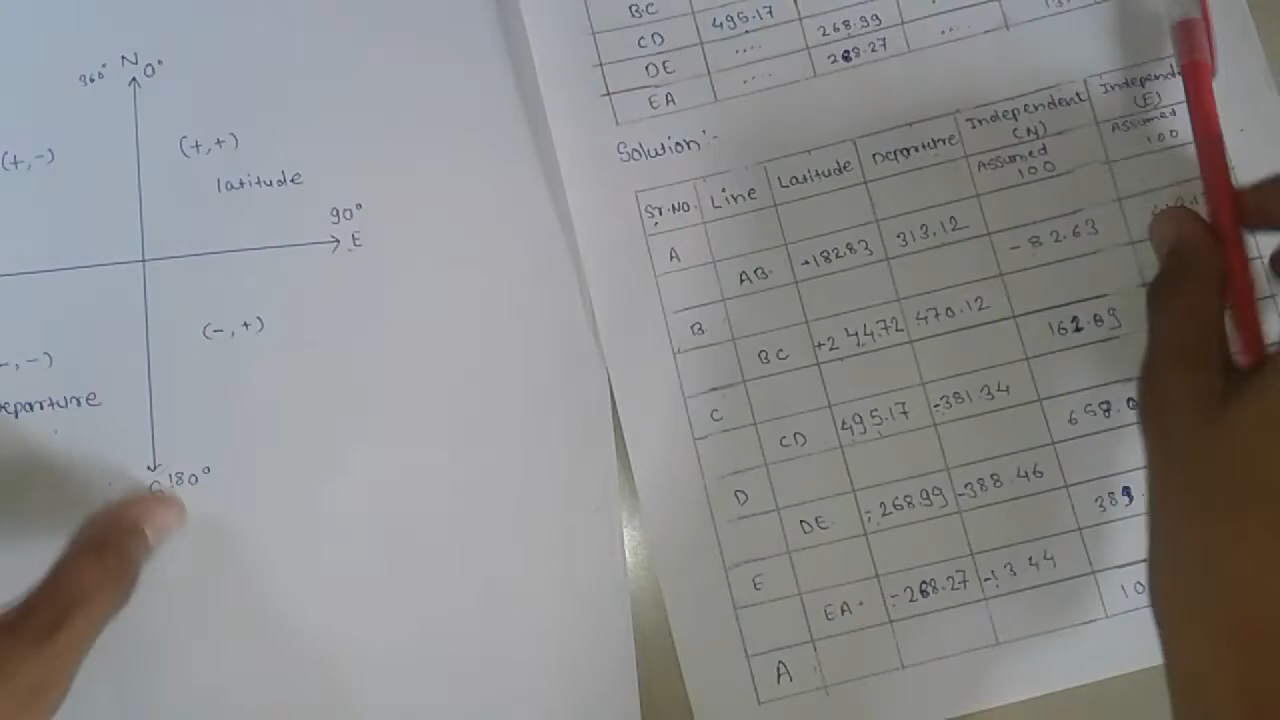 N
360° 0°
(+,-)
(+,+)
latitude
90°
E
(-,+)
-,-)
eparture
180°
BC
CD 495.17 268.99
DE .... 268.27 ....
EA ....
Solution :-
Sr.NO. Line Latitude Departure Independent (N) Independ (E)
Assumed 100 Assumed 100
A
AB. +182.83 313.12 -82.63
B
BC +244.72 470.12 162.09
C
CD 495.17 -381.34
D
DE. -268.99 -388.46
E
EA. -268.27 -13.44 10
A